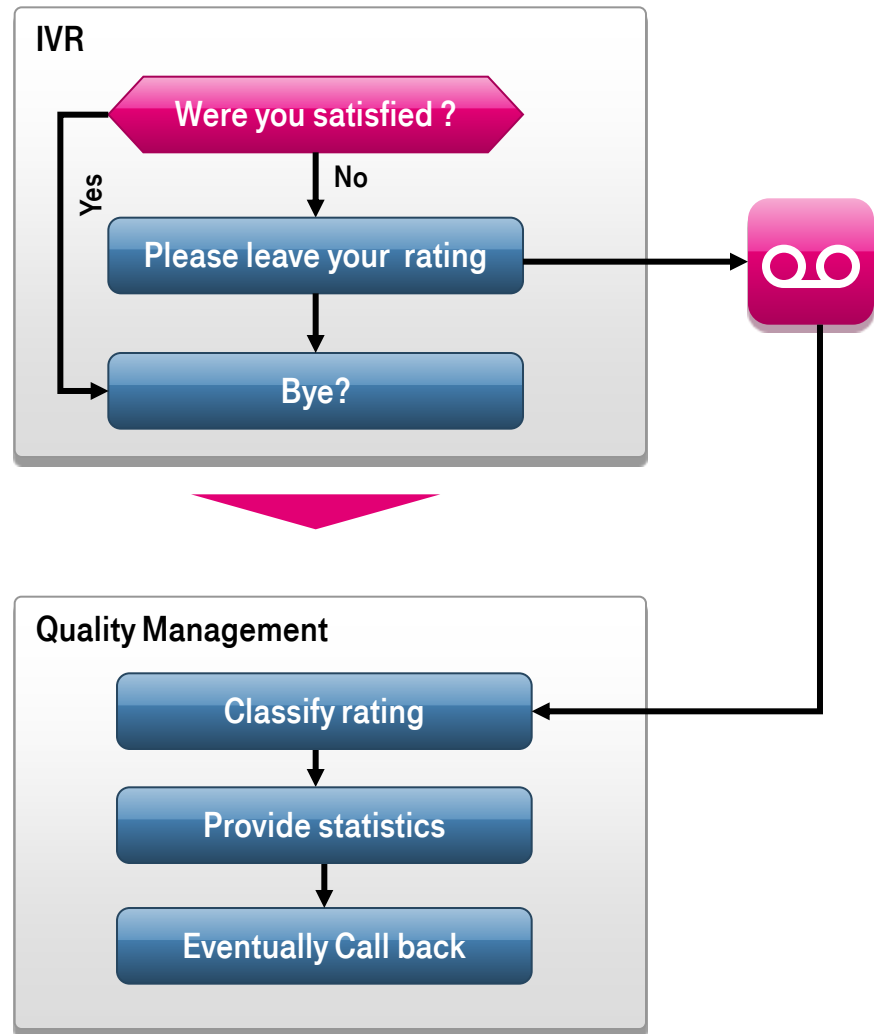 IVR
Were you satisfied ?
No
Yes
Please leave your rating
Bye?
Quality Management
Classify rating
Provide statistics
Eventually Call back